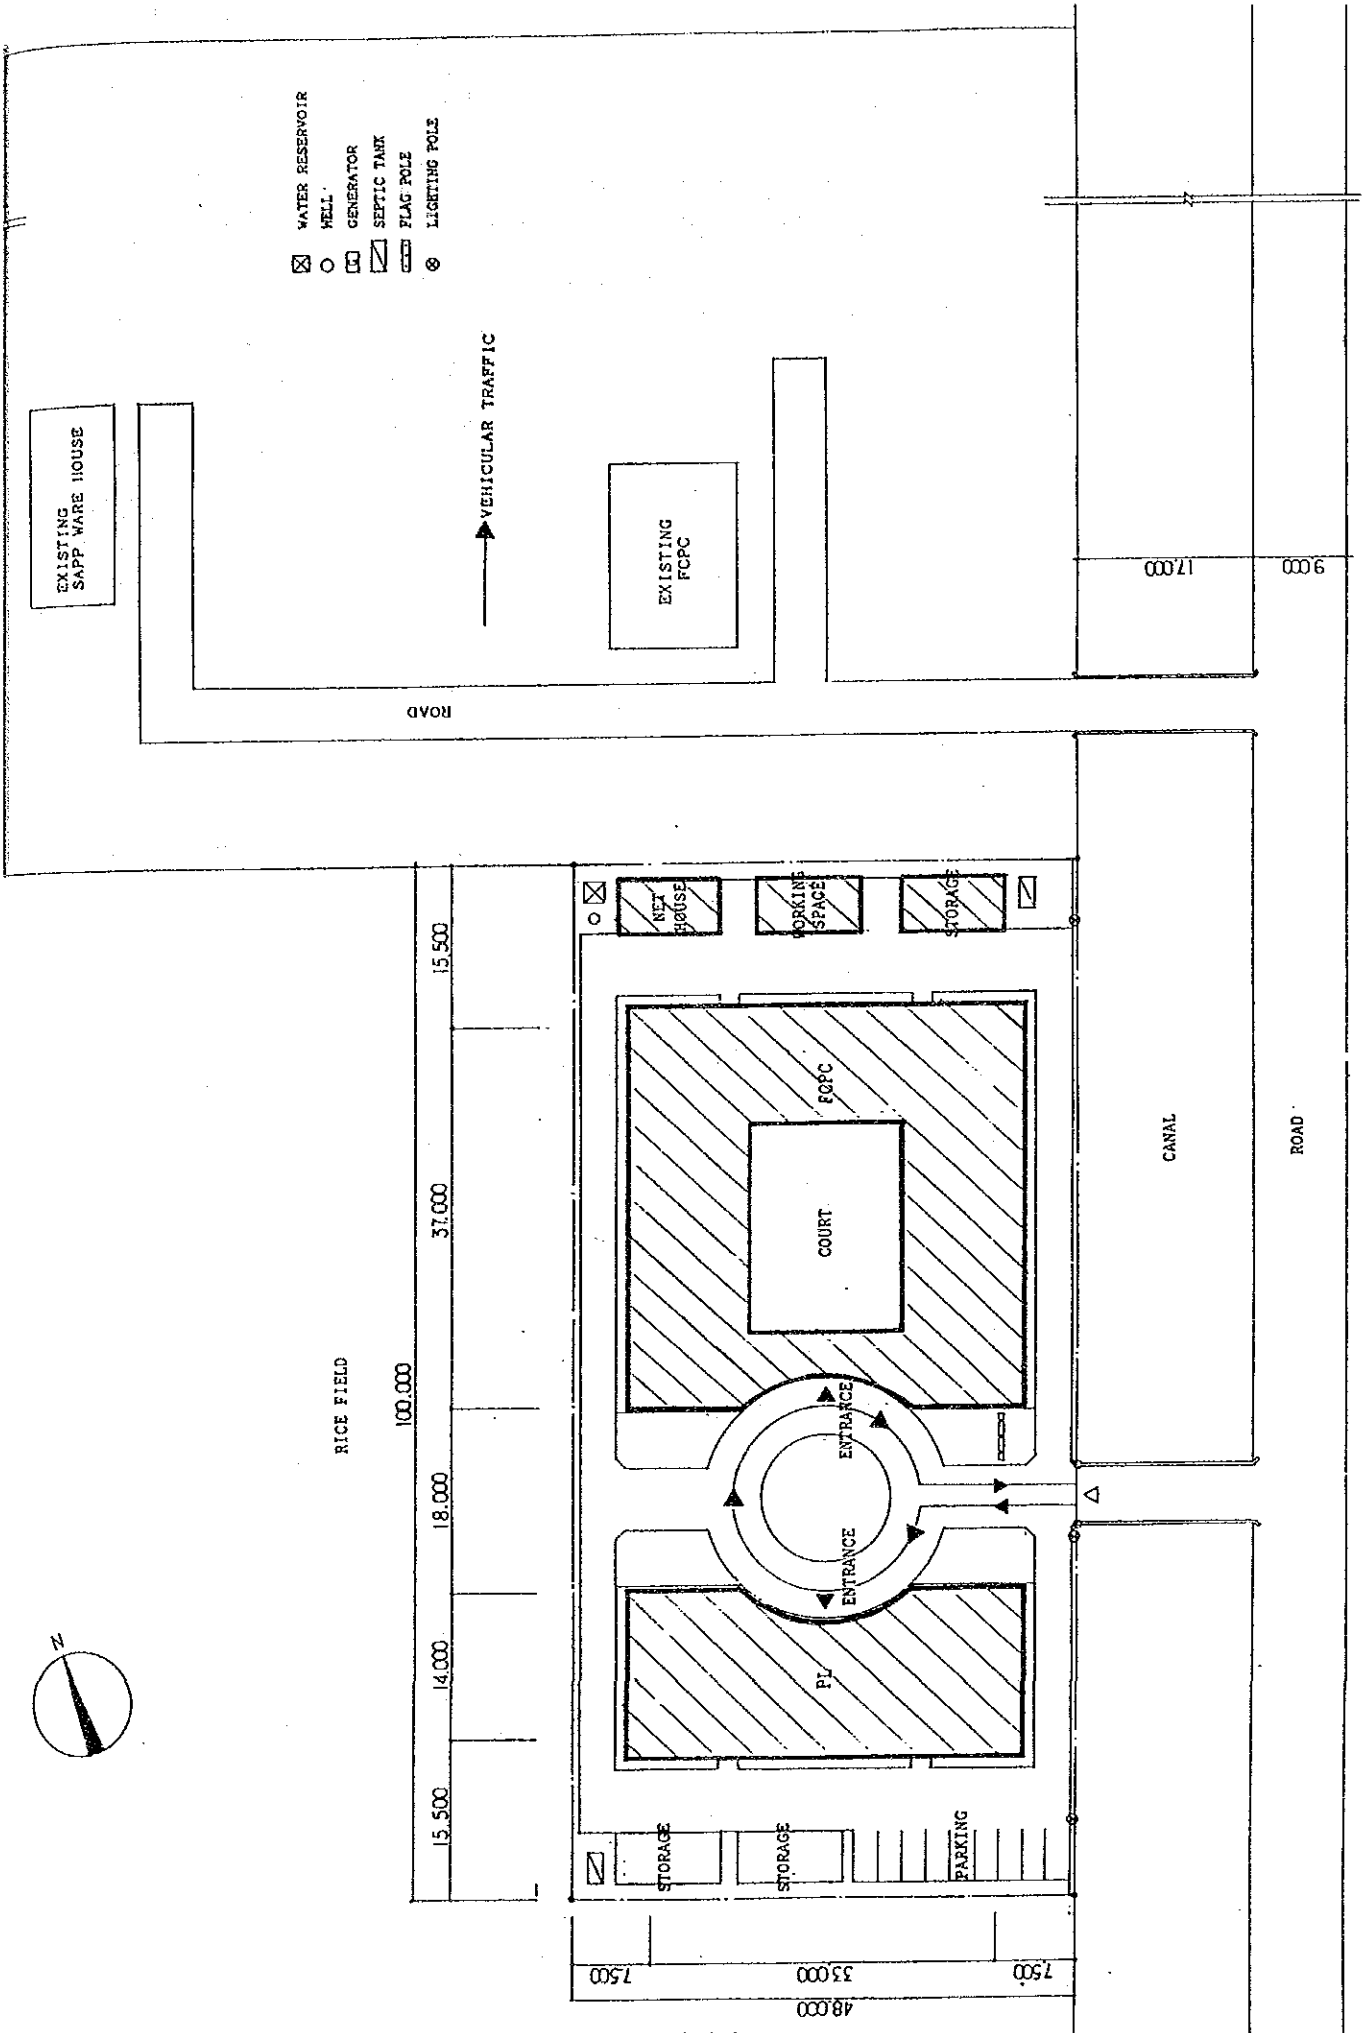 WATER RESERVOIR
WELL
G GENERATOR
SEPTIC TANK
FLAG POLE
LIGHTING POLE
EXISTING
SAPP WARE HOUSE
VEHICULAR TRAFFIC
EXISTING
FCPC
ROAD
17.000
9.000
RICE FIELD
100.000
15.500
37.000
18.000
14.000
15.500
NET
HOUSE
WORKING
SPACE
STORAGE
FCPC
COURT
ENTRANCE
ENTRANCE
PL
STORAGE
STORAGE
PARKING
CANAL
ROAD
N
7.500
33.000
7.500
48.000